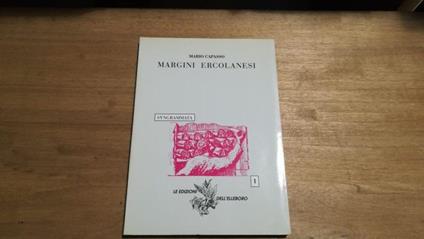 MARIO CAPASSO
MARGINI ERCOLANESI
SYNGRAMMATA
1
LE EDIZIONI
DELL'ELLEBORO